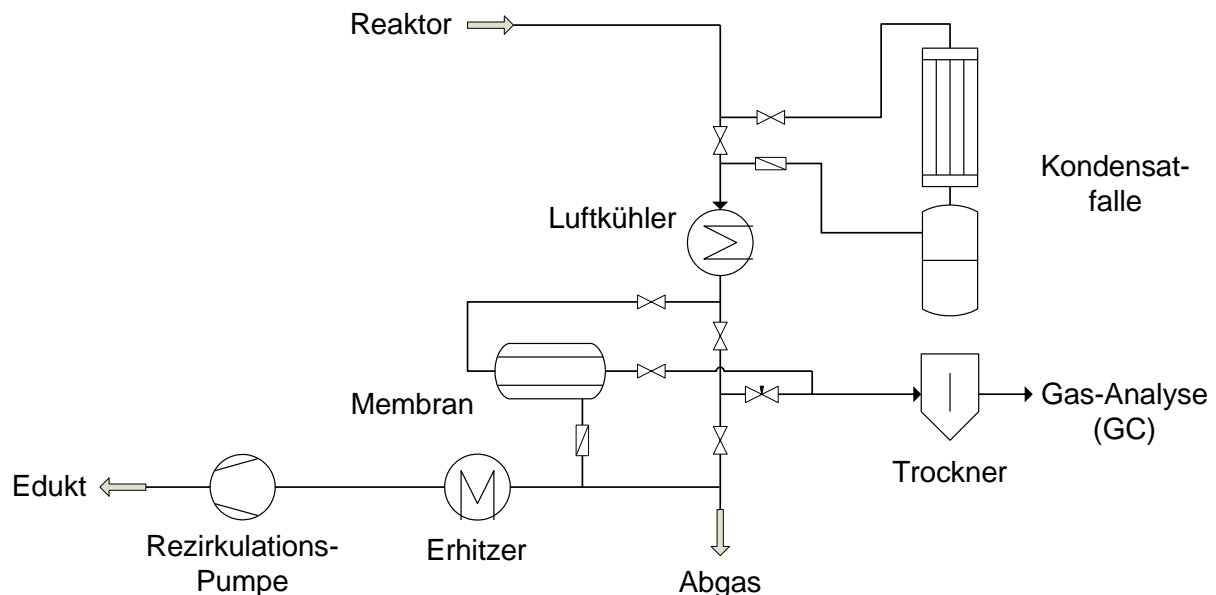 Reaktor
Kondensat-
falle
Luftkühler
Membran
Gas-Analyse
(GC)
Trockner
Edukt
Rezirkulations-
Pumpe
Erhitzer
Abgas